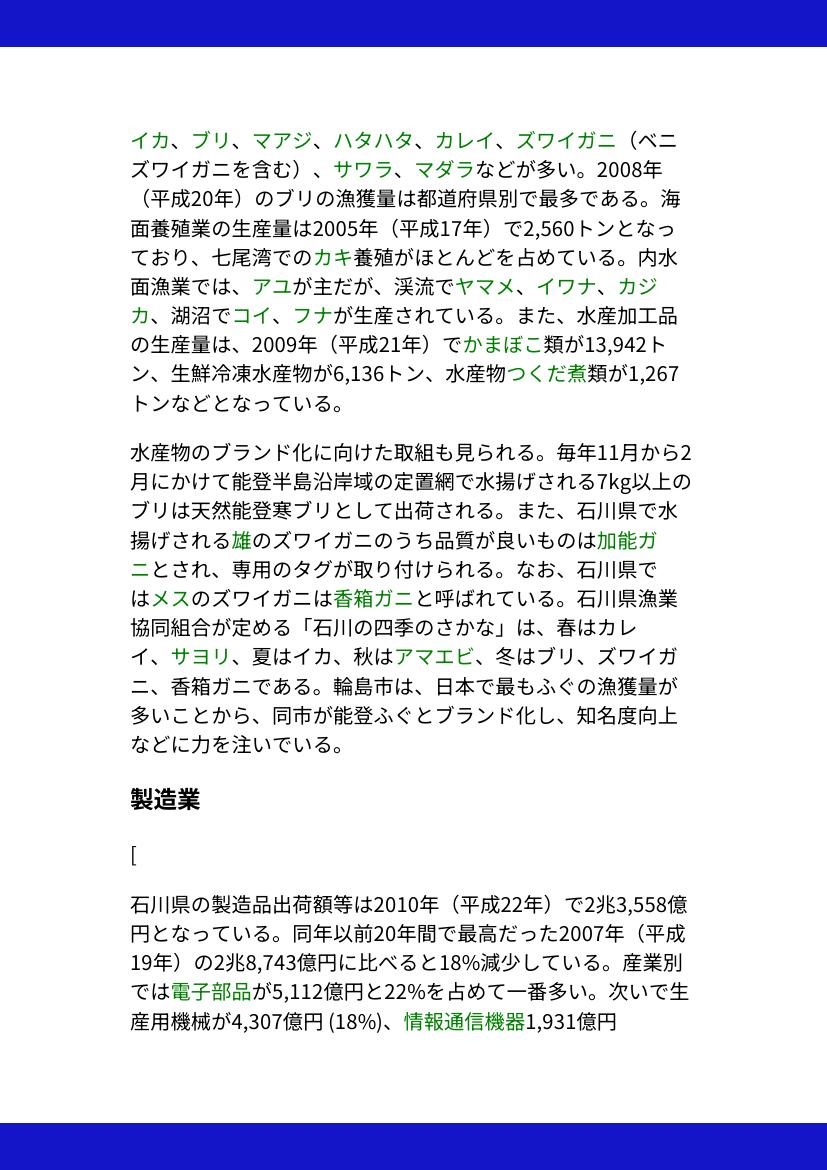 イカ、ブリ、マアジ、ハタハタ、カレイ、ズワイガニ（ベニ
ズワイガニを含む）、サワラ、マダラなどが多い。2008年
（平成20年）のブリの漁獲量は都道府県別で最多である。海
面養殖業の生産量は2005年（平成17年）で2,560トンとなっ
ており、七尾湾でのカキ養殖がほとんどを占めている。内水
面漁業では、アユが主だが、渓流でヤマメ、イワナ、カジ
カ、湖沼でコイ、フナが生産されている。また、水産加工品
の生産量は、2009年（平成21年）でかまぼこ類が13,942ト
ン、生鮮冷凍水産物が6,136トン、水産物つくだ煮類が1,267
トンなどとなっている。
水産物のブランド化に向けた取組も見られる。毎年11月から2
月にかけて能登半島沿岸域の定置網で水揚げされる7kg以上の
ブリは天然能登寒ブリとして出荷される。また、石川県で水
揚げされる雄のズワイガニのうち品質が良いものは加能ガ
ニとされ、専用のタグが取り付けられる。なお、石川県で
はメスのズワイガニは香箱ガニと呼ばれている。石川県漁業
協同組合が定める「石川の四季のさかな」は、春はカレ
イ、サヨリ、夏はイカ、秋はアマエビ、冬はブリ、ズワイガ
ニ、香箱ガニである。輪島市は、日本で最もふぐの漁獲量が
多いことから、同市が能登ふぐとブランド化し、知名度向上
などに力を注いでいる。
製造業
[
石川県の製造品出荷額等は2010年（平成22年）で2兆3,558億
円となっている。同年以前20年間で最高だった2007年（平成
19年）の2兆8,743億円に比べると18%減少している。産業別
では電子部品が5,112億円と22%を占めて一番多い。次いで生
産用機械が4,307億円 (18%)、情報通信機器1,931億円